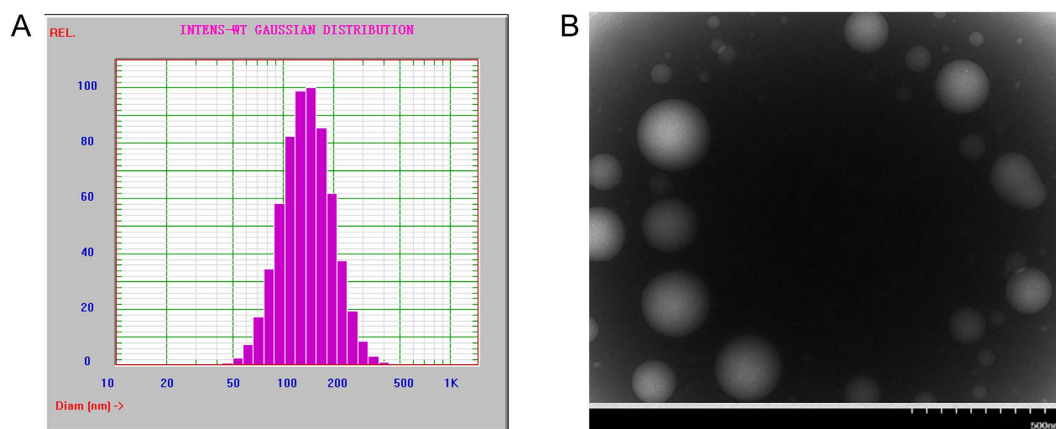 A
REL.
INTENS-WT GAUSSIAN DISTRIBUTION
100
80
60
40
20
0
10 20 50 100 200 500 1K
Diam [nm] ->
B
500nm